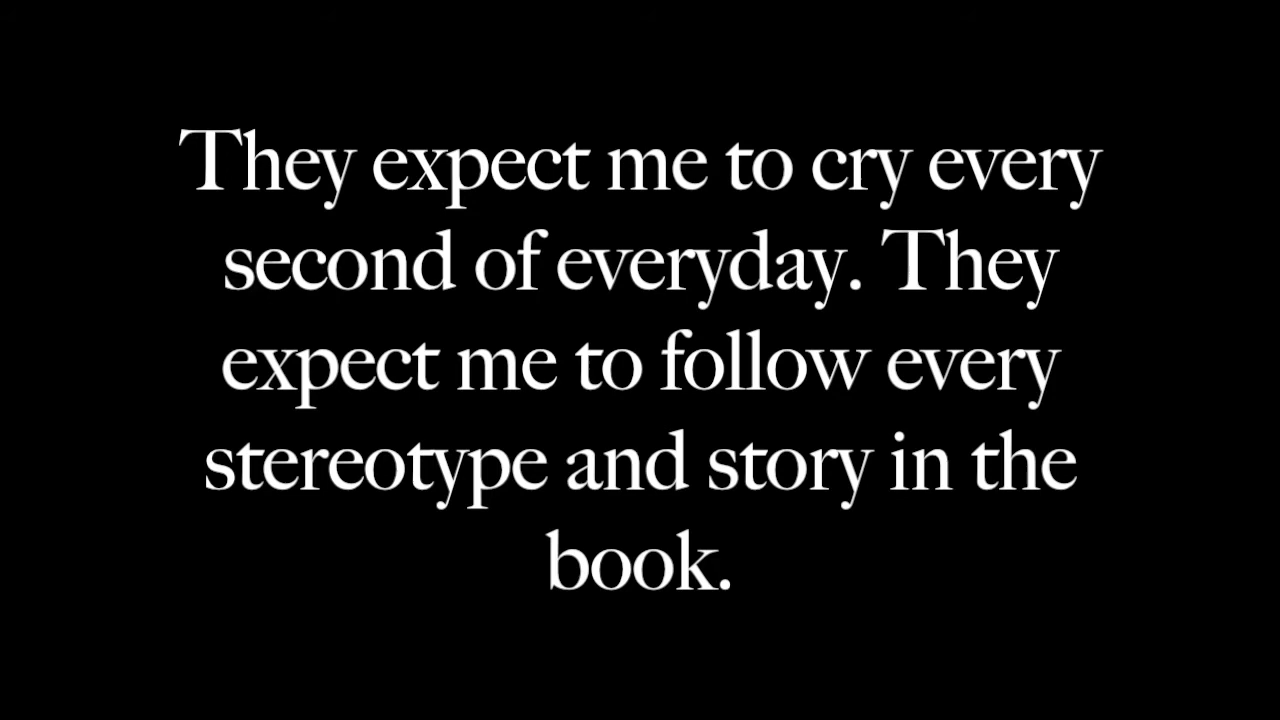 They expect me to cry every
second of everyday. They
expect me to follow every
stereotype and story in the
book.